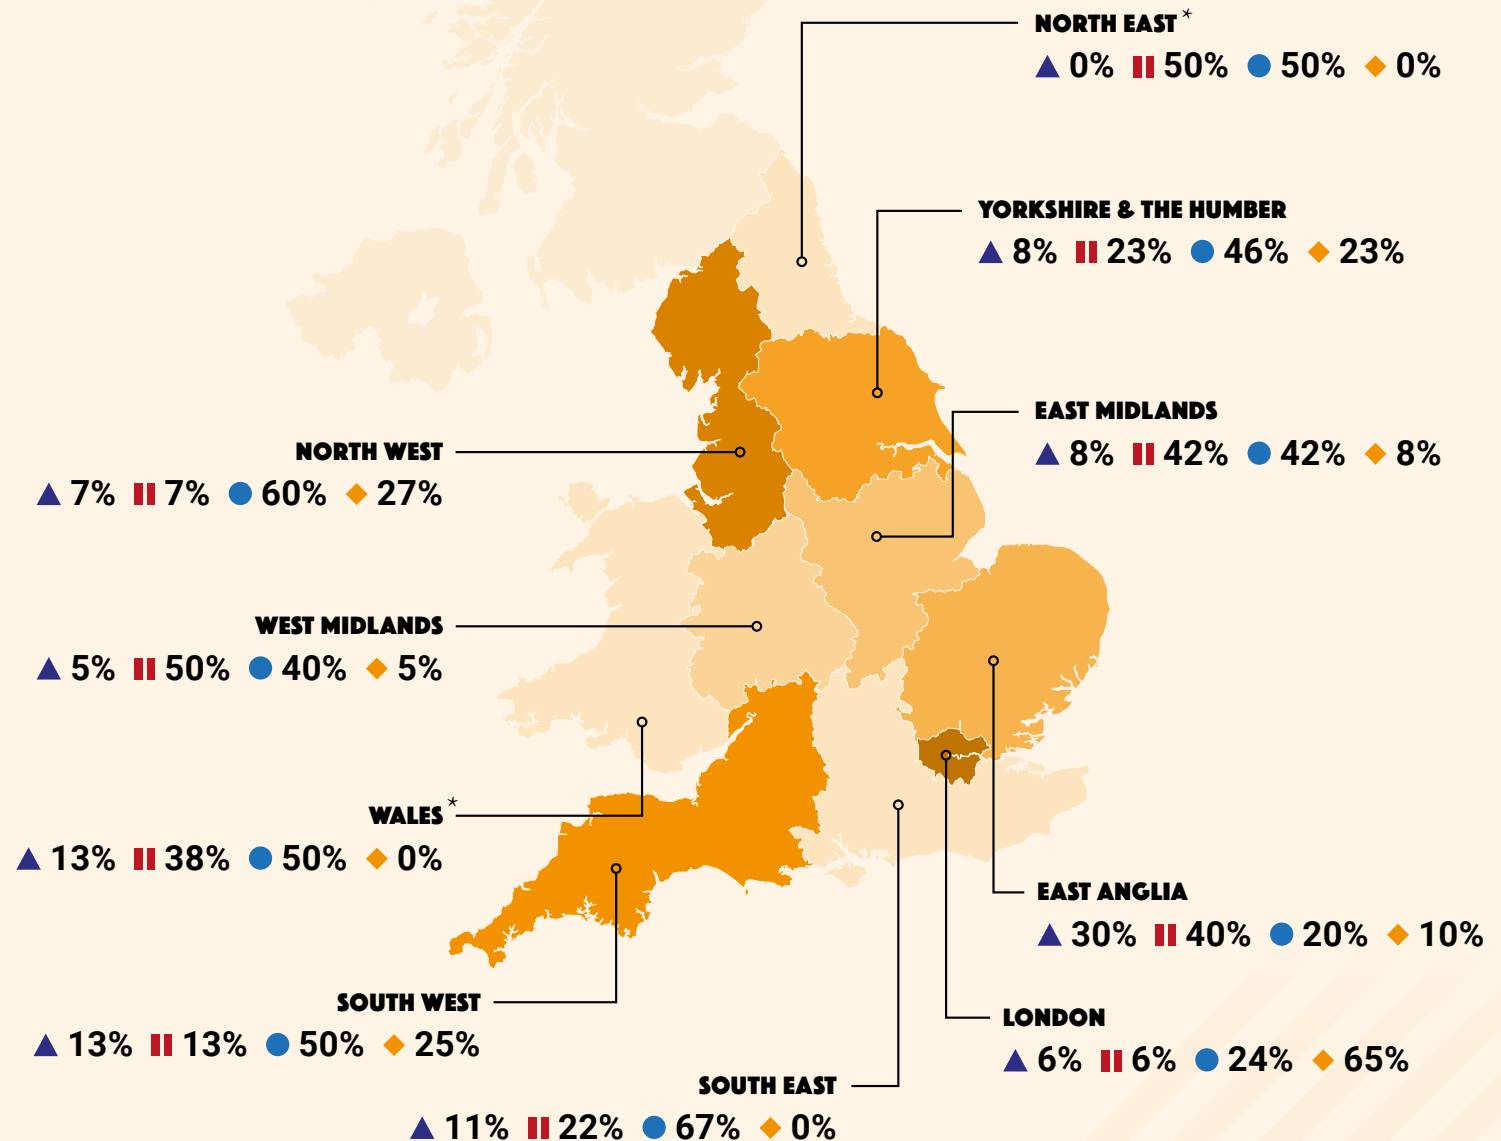 NORTH EAST*
0% 50% 50% 0%
YORKSHIRE & THE HUMBER
8% 23% 46% 23%
EAST MIDLANDS
8% 42% 42% 8%
NORTH WEST
7% 7% 60% 27%
WEST MIDLANDS
5% 50% 40% 5%
WALES*
13% 38% 50% 0%
EAST ANGLIA
30% 40% 20% 10%
SOUTH WEST
13% 13% 50% 25%
LONDON
6% 6% 24% 65%
SOUTH EAST
11% 22% 67% 0%